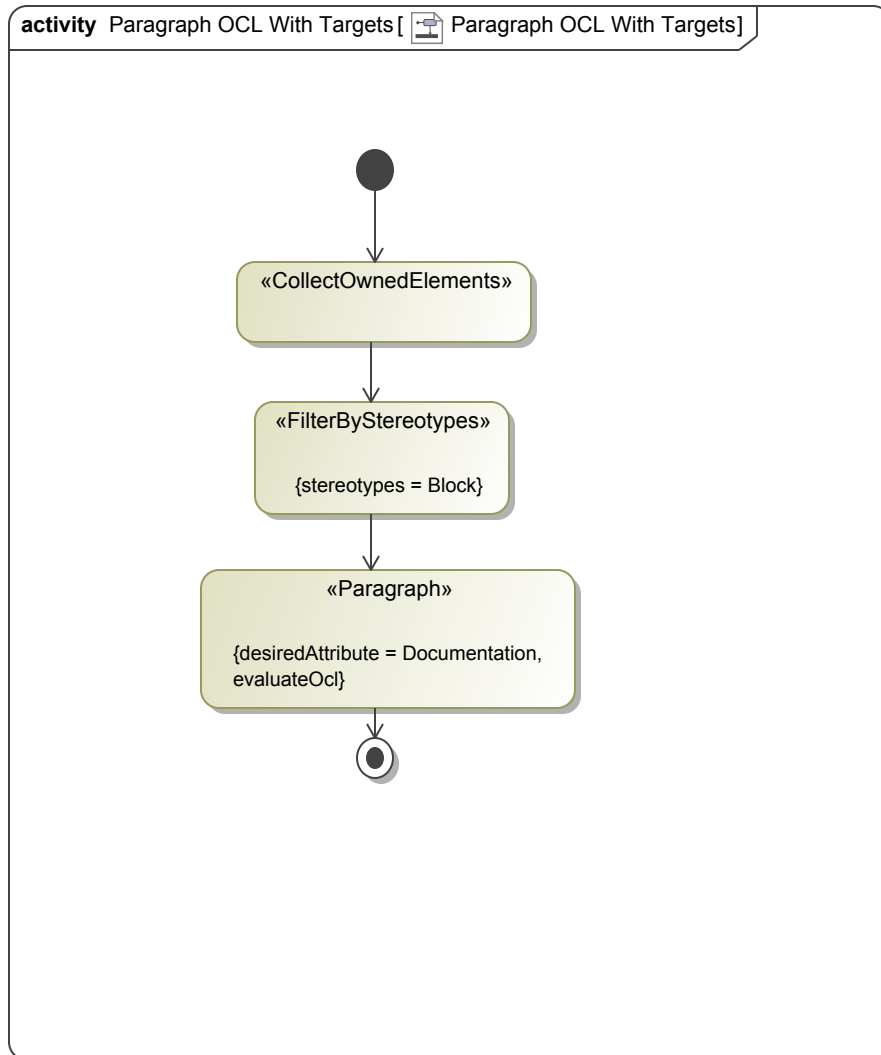 activity Paragraph OCL With Targets[ Paragraph OCL With Targets]
«CollectOwnedElements»
«FilterByStereotypes»
{stereotypes = Block}
«Paragraph»
{desiredAttribute = Documentation,
evaluateOcl}